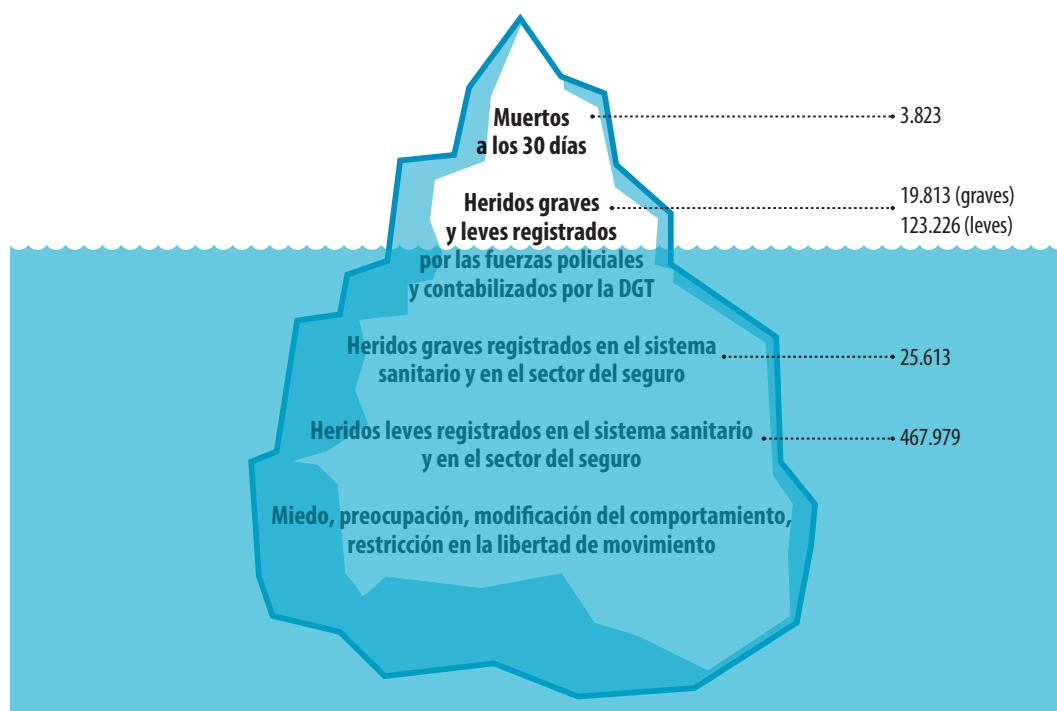 Muertos
a los 30 días
3.823
Heridos graves
y leves registrados
por las fuerzas policiales
y contabilizados por la DGT
19.813 (graves)
123.226 (leves)
Heridos graves registrados en el sistema
sanitario y en el sector del seguro
25.613
Heridos leves registrados en el sistema sanitario
y en el sector del seguro
467.979
Miedo, preocupación, modificación del comportamiento,
restricción en la libertad de movimiento